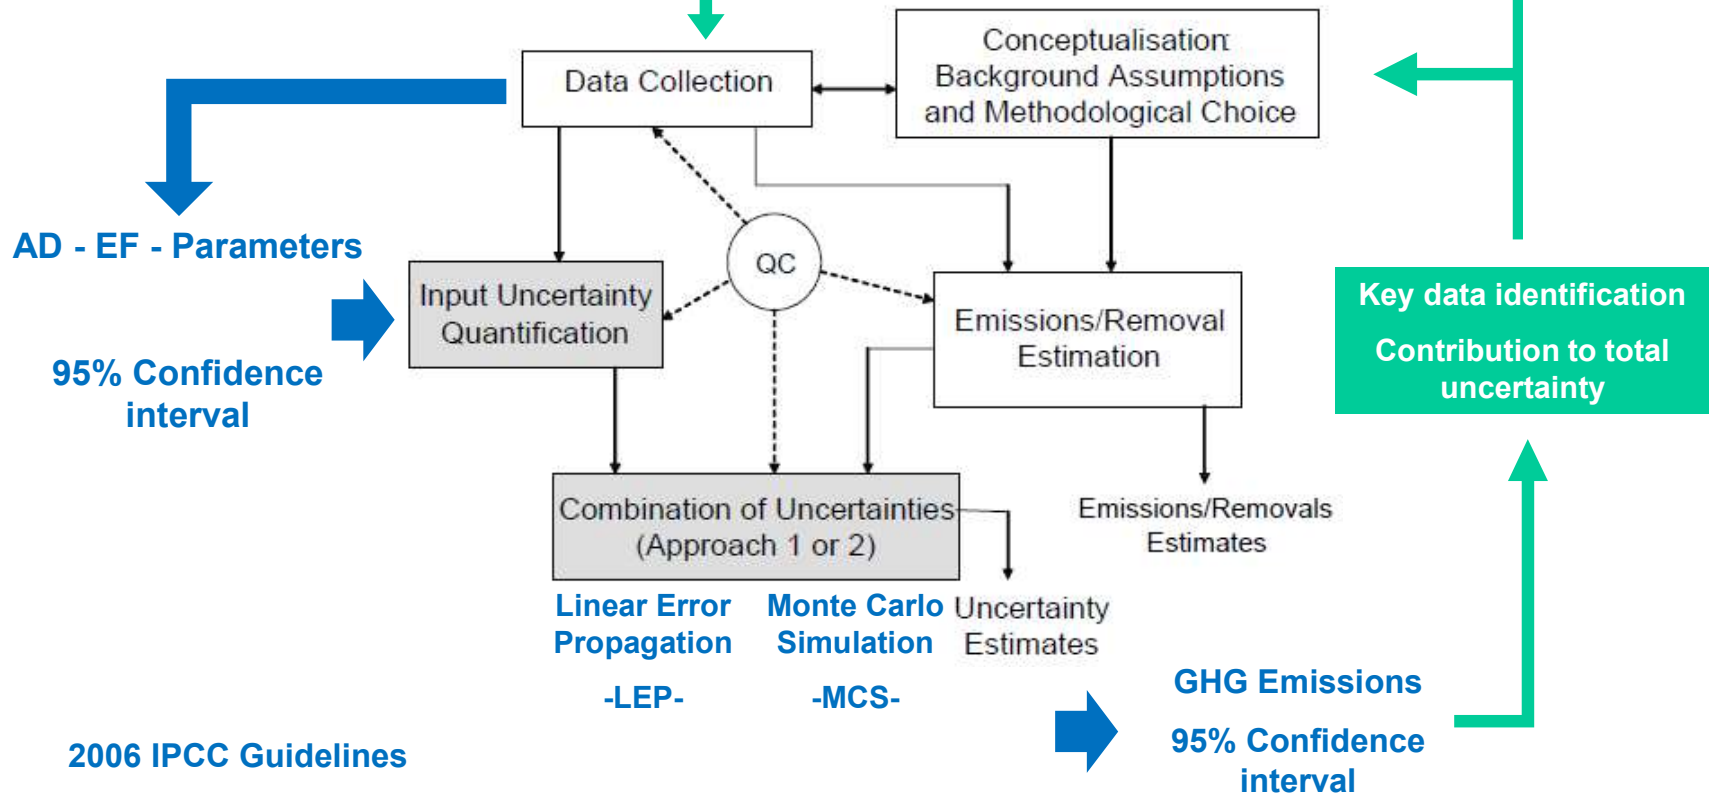 Conceptualisation:
Background Assumptions
and Methodological Choice
Data Collection
AD - EF - Parameters
QC
Input Uncertainty
Quantification
95% Confidence
interval
Emissions/Removal
Estimation
Key data identification
Contribution to total
uncertainty
Combination of Uncertainties
(Approach 1 or 2)
Emissions/Removals
Estimates
Linear Error
Propagation
-LEP-
Monte Carlo
Simulation
-MCS-
Uncertainty
Estimates
GHG Emissions
95% Confidence
interval
2006 IPCC Guidelines